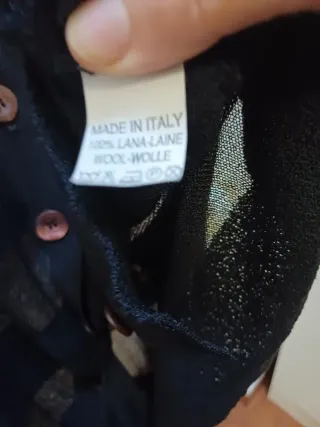 MADE IN ITALY
100% LANA-LAINE
WOOL-WOLLE